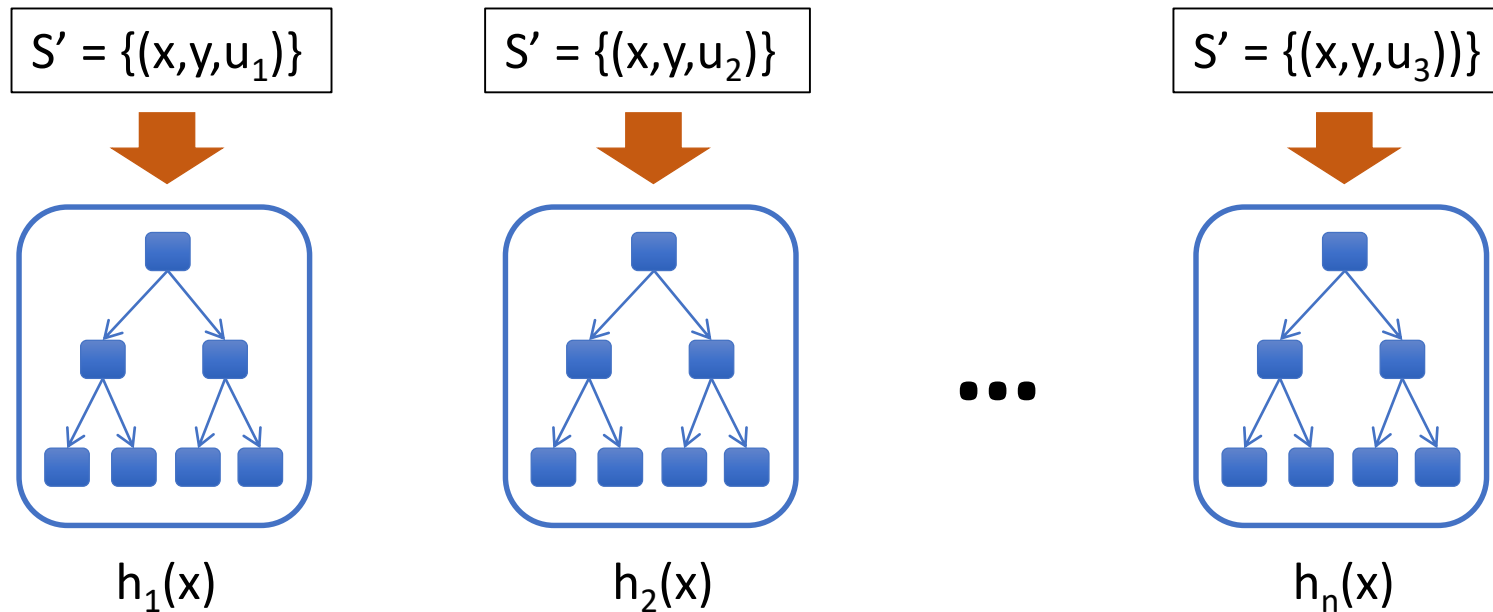 S’ = {(x,y,u₁)}
S’ = {(x,y,u₂)}
S’ = {(x,y,u₃))}
...
h₁(x)
h₂(x)
hₙ(x)